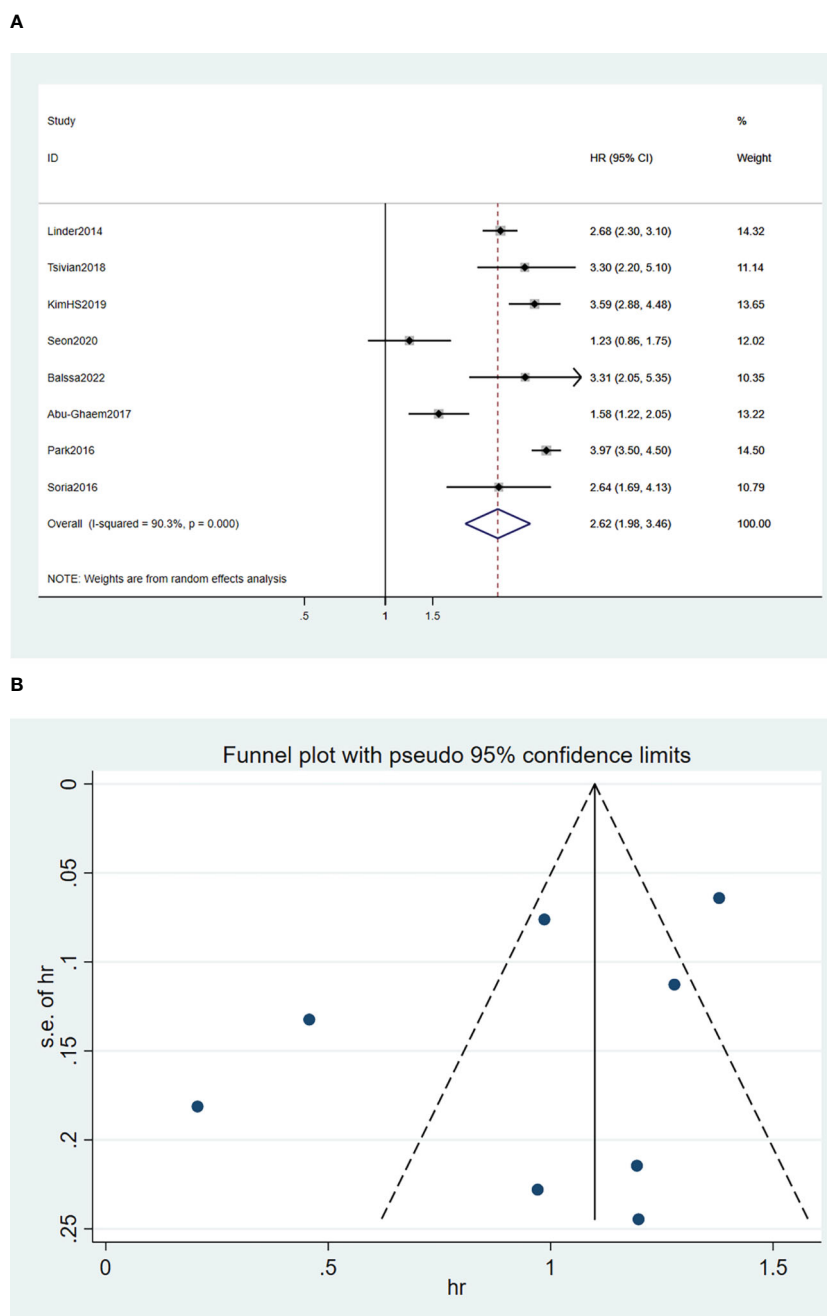 A
Study %
ID HR (95% CI) Weight
Linder2014 2.68 (2.30, 3.10) 14.32
Tsivian2018 3.30 (2.20, 5.10) 11.14
KimHS2019 3.59 (2.88, 4.48) 13.65
Seon2020 1.23 (0.86, 1.75) 12.02
Balssa2022 3.31 (2.05, 5.35) 10.35
Abu-Ghaem2017 1.58 (1.22, 2.05) 13.22
Park2016 3.97 (3.50, 4.50) 14.50
Soria2016 2.64 (1.69, 4.13) 10.79
Overall (I-squared = 90.3%, p = 0.000) 2.62 (1.98, 3.46) 100.00
NOTE: Weights are from random effects analysis
.5 1 1.5
B
Funnel plot with pseudo 95% confidence limits
0
.05
.1
.15
.2
.25
s.e. of hr
0 .5 1 1.5
hr